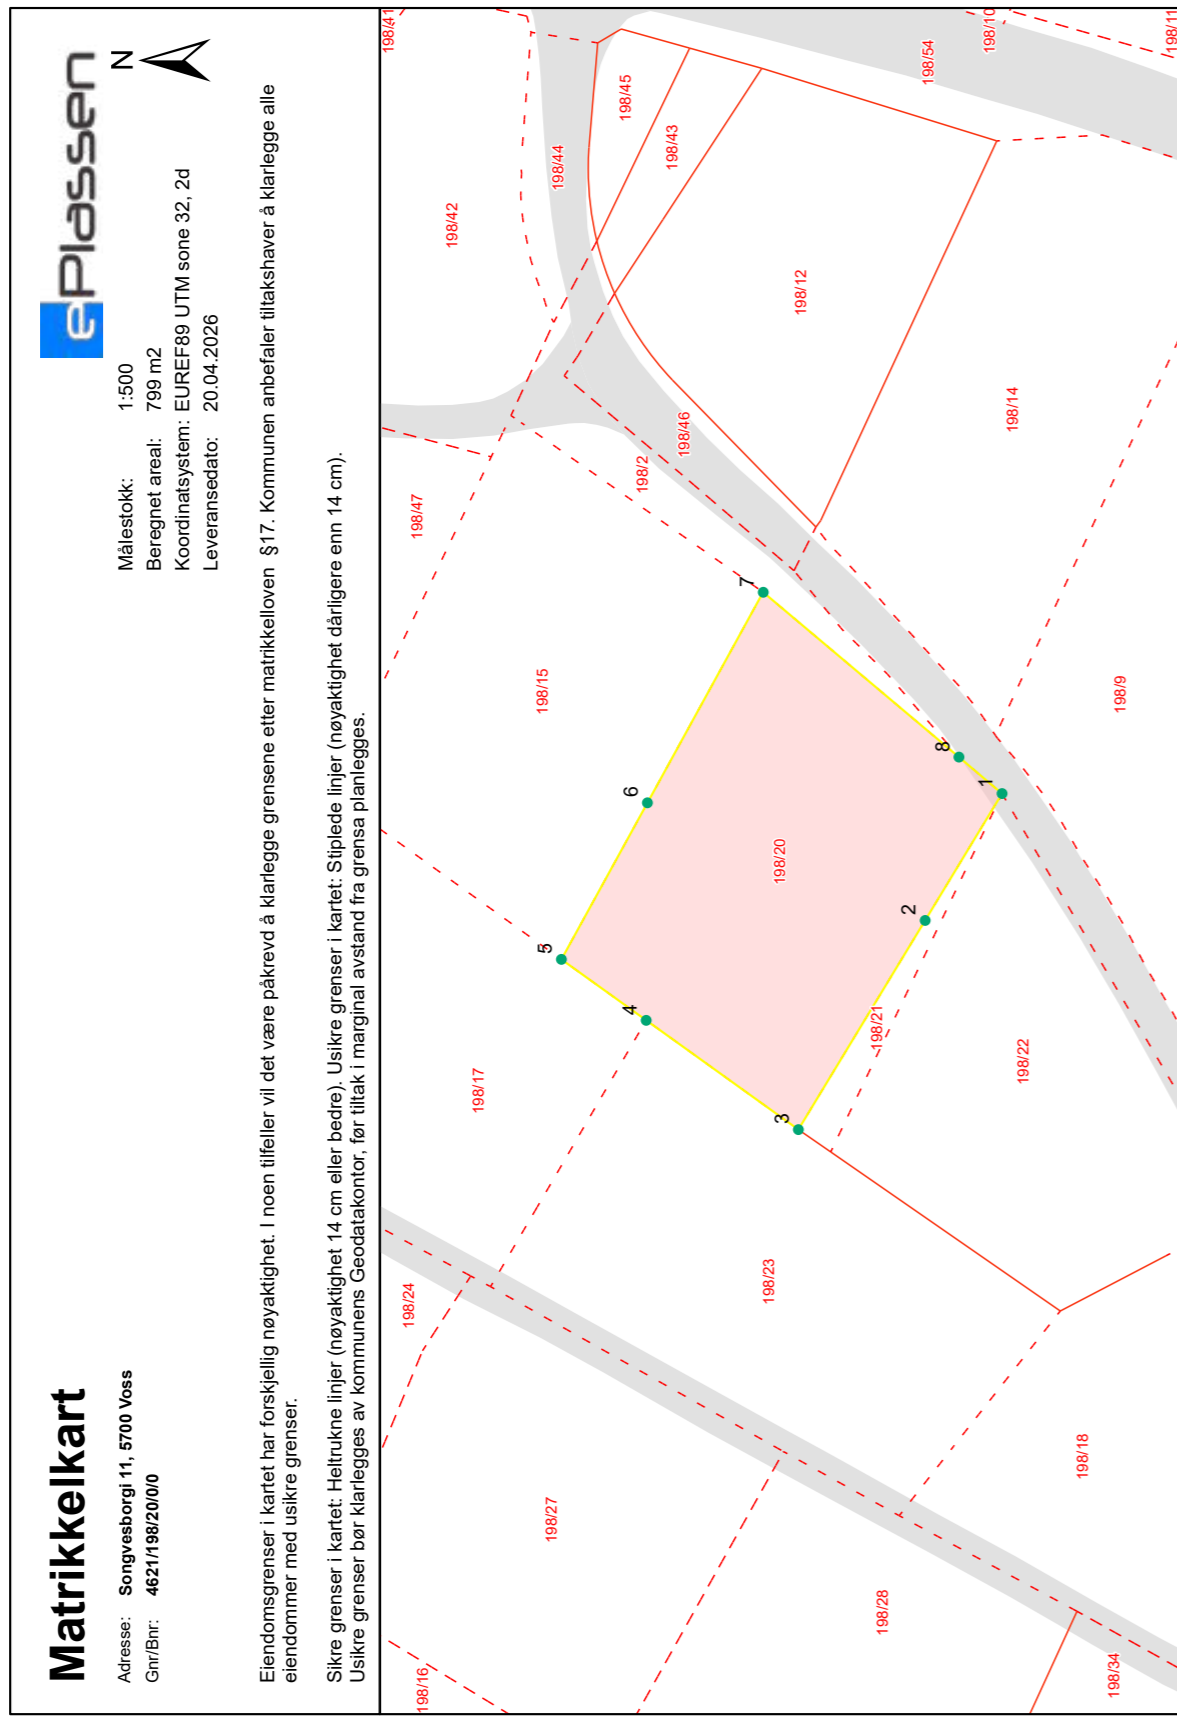 Matrikkelkart
Adresse: Songvesborgi 11, 5700 Voss
Gnr/Bnr: 4621/198/20/0/0
ePlassen
N
Målestokk: 1:500
Beregnet areal: 799 m2
Koordinatsystem: EUREF89 UTM sone 32, 2d
Leveransedato: 20.04.2026
Eiendomsgrenser i kartet har forskjellig nøyaktighet. I noen tilfeller vil det være påkrevd å klarlegge grensene etter matrikkelloven §17. Kommunen anbefaler tiltakshaver å klarlegge alle
eiendommer med usikre grenser.
Sikre grenser i kartet: Heltrukne linjer (nøyaktighet 14 cm eller bedre). Usikre grenser i kartet: Stiplede linjer (nøyaktighet dårligere enn 14 cm).
Usikre grenser bør klarlegges av kommunens Geodatakontor, før tiltak i marginal avstand fra grensa planlegges.
198/16
198/24
198/47
198/42
198/41
198/17
198/15
198/27
198/44
198/45
198/2
198/43
198/46
198/23
198/20
198/12
198/28
198/21
198/54
198/10
198/22
198/14
198/18
198/34
198/9
198/11
5
4
6
7
3
2
8
1